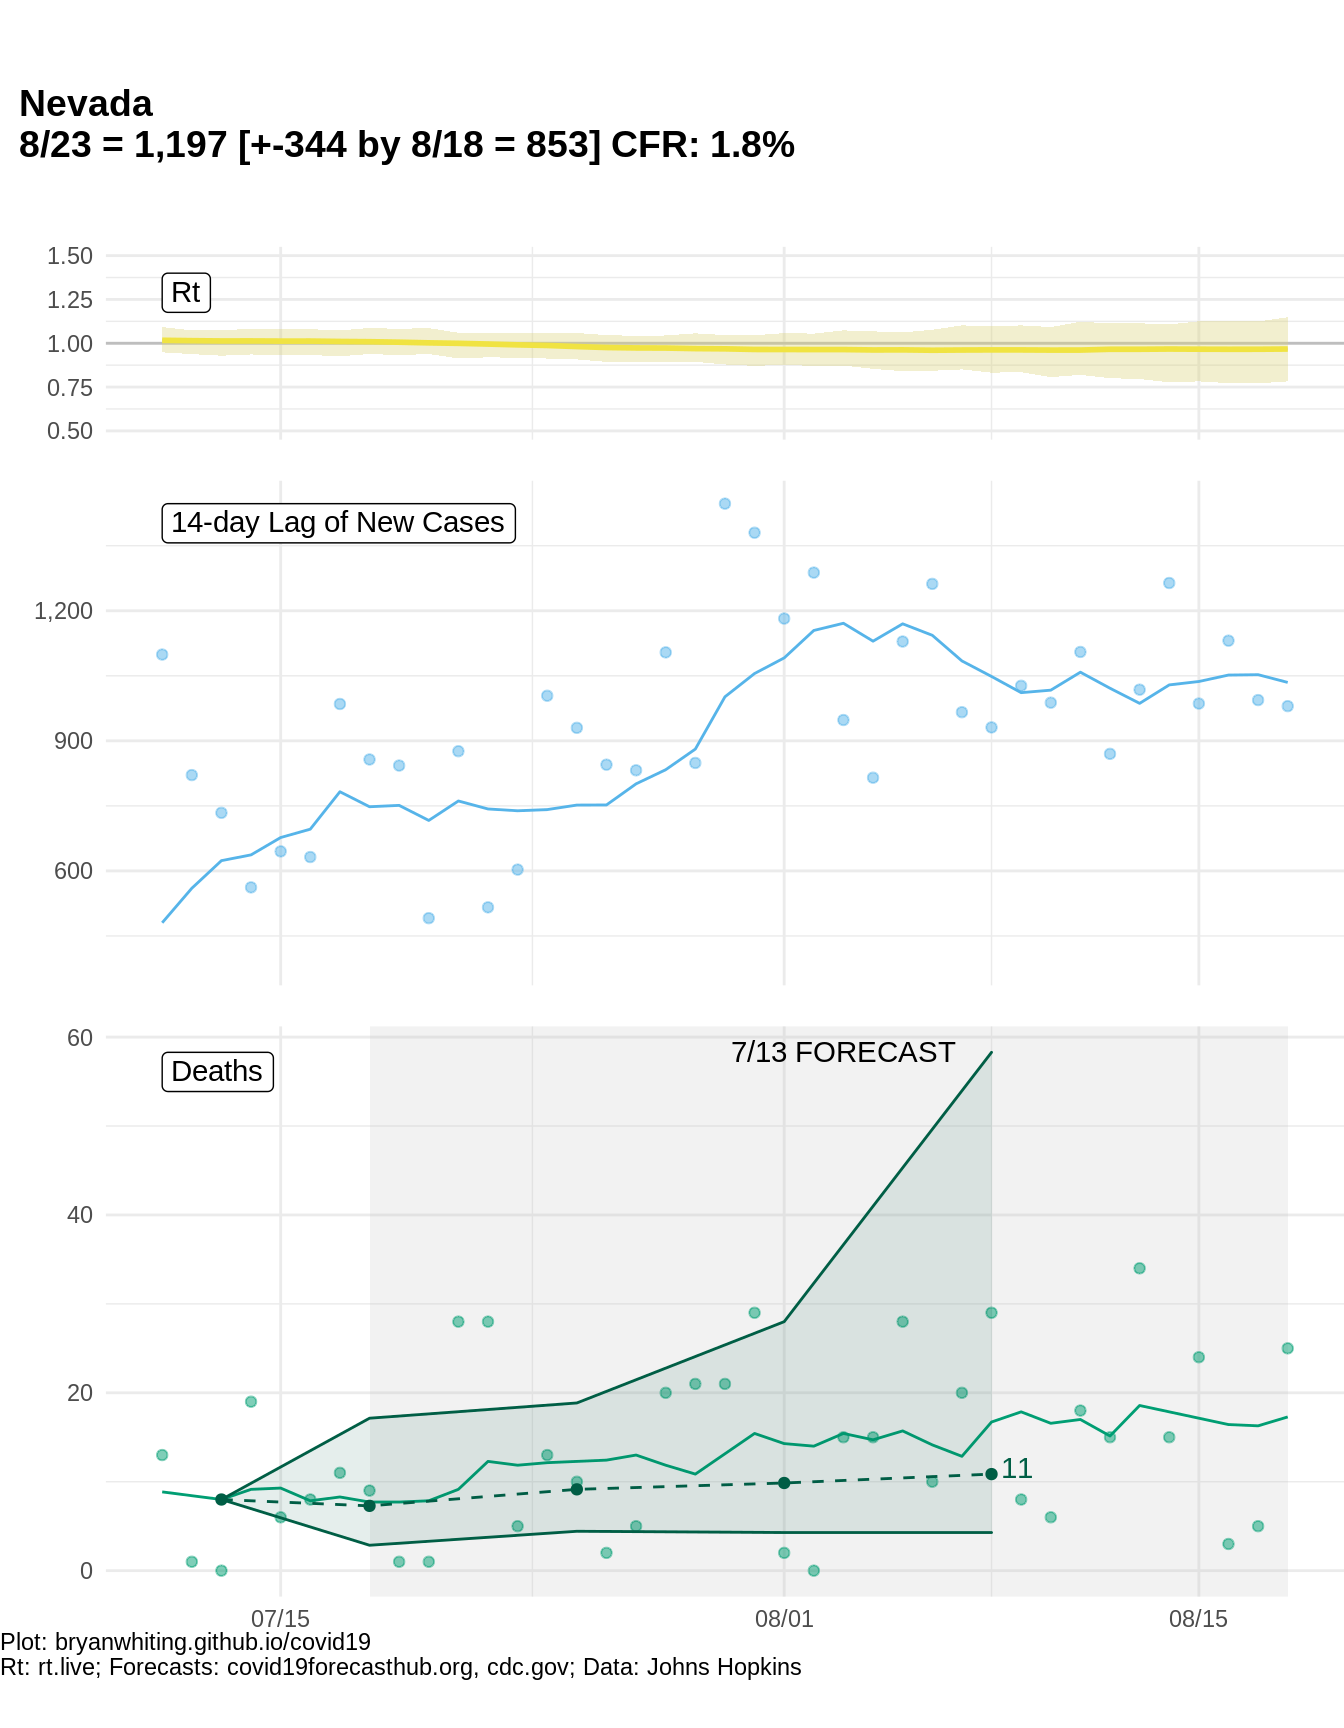 Nevada
8/23 = 1,197 [+-344 by 8/18 = 853] CFR: 1.8%
1.50
Rt
1.25
1.00
0.75
0.50
14-day Lag of New Cases
1,200
900
600
60
7/13 FORECAST
Deaths
40
20
11
0
07/15 08/01 08/15
Plot: bryanwhiting.github.io/covid19
Rt: rt.live; Forecasts: covid19forecasthub.org, cdc.gov; Data: Johns Hopkins